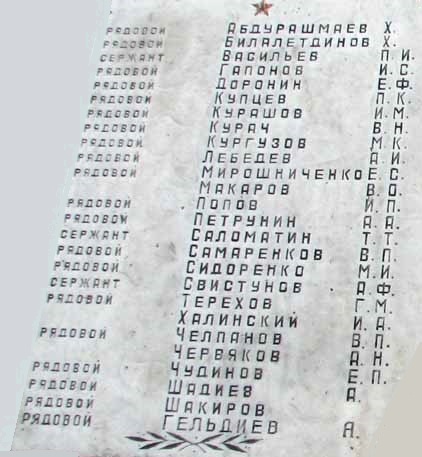 РЯДОВОЙ АБДУРАШМАЕВ Х.
РЯДОВОЙ БИЛАЛЕТДИНОВ Х.
СЕРЖАНТ ВАСИЛЬЕВ П.И.
РЯДОВОЙ ГАПОНОВ И.С.
РЯДОВОЙ ДОРОНИН Е.Ф.
РЯДОВОЙ КУПЦЕВ П.К.
РЯДОВОЙ КУРАШОВ И.М.
РЯДОВОЙ КУРАЧ В.Н.
РЯДОВОЙ КУРГУЗОВ М.К.
РЯДОВОЙ ЛЕБЕДЕВ А.И.
РЯДОВОЙ МИРОШНИЧЕНКО Е.С.
МАКАРОВ В.О.
РЯДОВОЙ ПОПОВ И.П.
РЯДОВОЙ ПЕТРУНИН А.А.
СЕРЖАНТ САЛОМАТИН Т.Т.
РЯДОВОЙ САМАРЕНКОВ В.П.
РЯДОВОЙ СИДОРЕНКО М.И.
СЕРЖАНТ СВИСТУНОВ А.Ф.
РЯДОВОЙ ТЕРЕХОВ Г.М.
ХАЛИНСКИЙ И.А.
РЯДОВОЙ ЧЕЛПАНОВ В.П.
ЧЕРВЯКОВ А.Н.
РЯДОВОЙ ЧУДИНОВ Е.П.
РЯДОВОЙ ШАДИЕВ А.
РЯДОВОЙ ШАКИРОВ
РЯДОВОЙ ГЕЛЬДИЕВ Я.